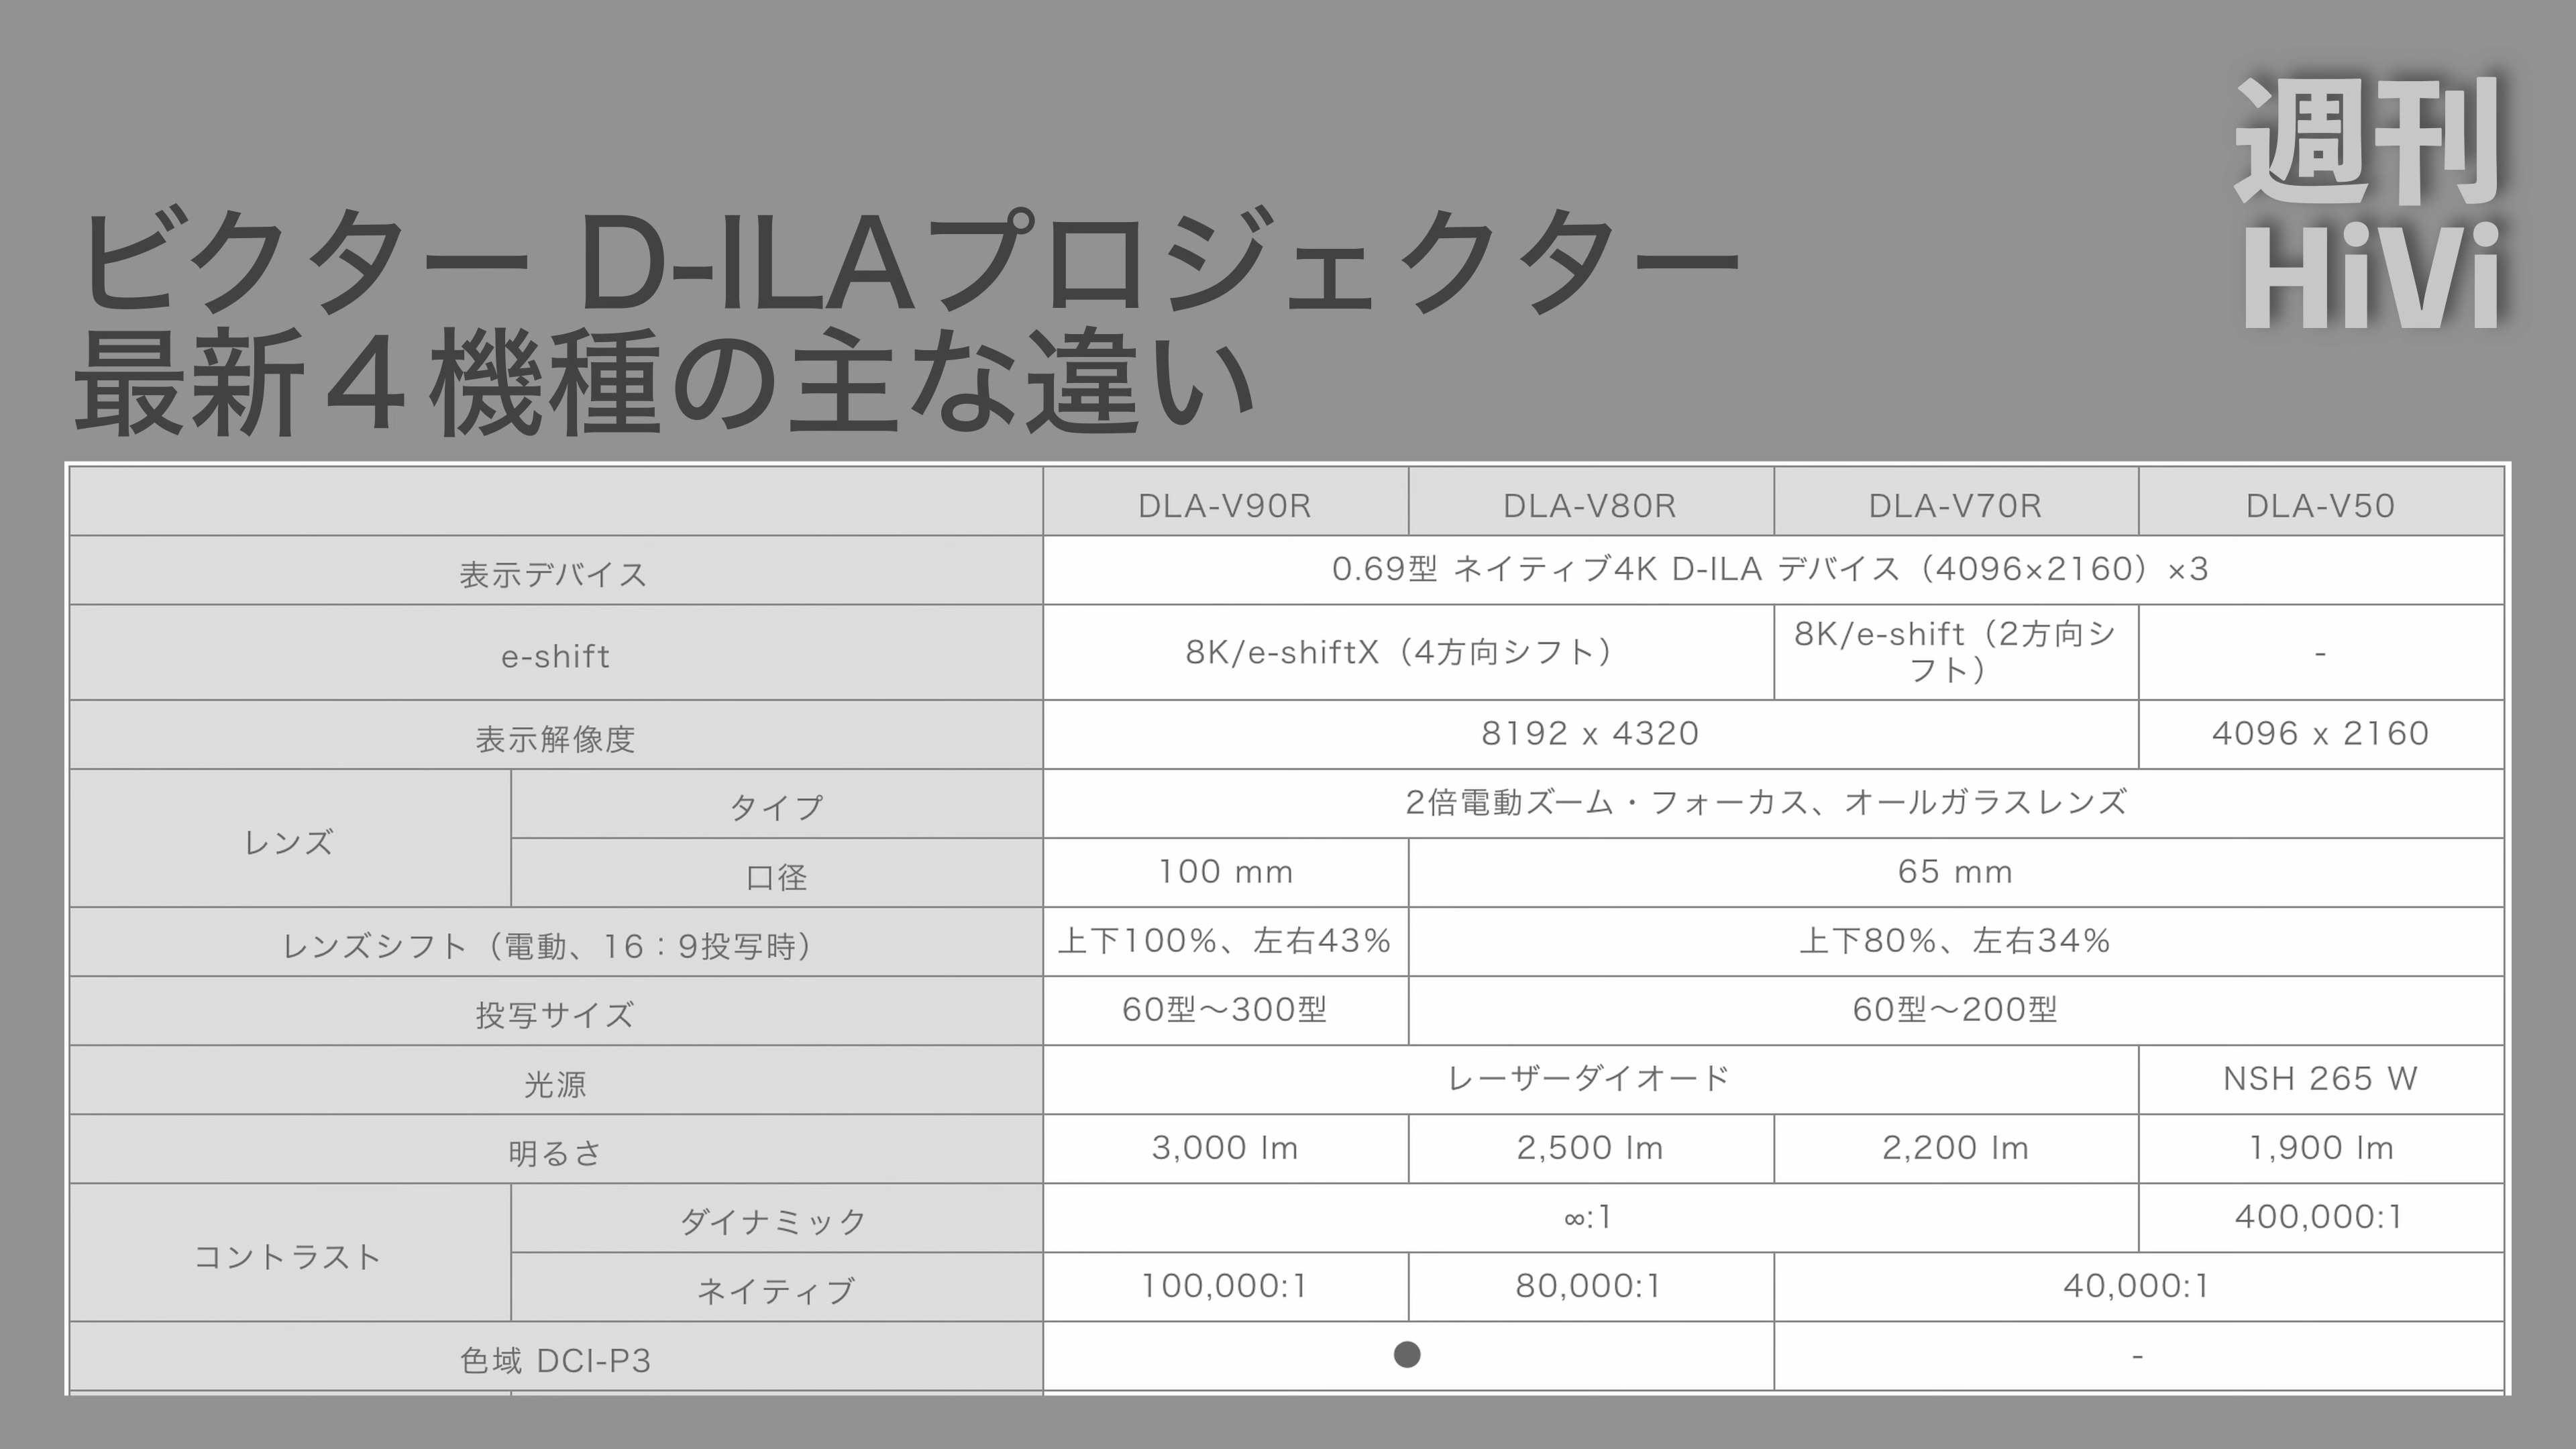 週刊
HiVi
ビクター D-ILAプロジェクター
最新４機種の主な違い
DLA-V90R DLA-V80R DLA-V70R DLA-V50
表示デバイス 0.69型 ネイティブ4K D-ILA デバイス（4096×2160）×3
e-shift 8K/e-shiftX（4方向シフト） 8K/e-shift（2方向シ
フト） -
表示解像度 8192 x 4320 4096 x 2160
レンズ タイプ 2倍電動ズーム・フォーカス、オールガラスレンズ
口径 100 mm 65 mm
レンズシフト（電動、16：9投写時） 上下100%、左右43% 上下80%、左右34%
投写サイズ 60型〜300型 60型〜200型
光源 レーザーダイオード NSH 265 W
明るさ 3,000 lm 2,500 lm 2,200 lm 1,900 lm
コントラスト ダイナミック ∞:1 400,000:1
ネイティブ 100,000:1 80,000:1 40,000:1
色域 DCI-P3 ● -